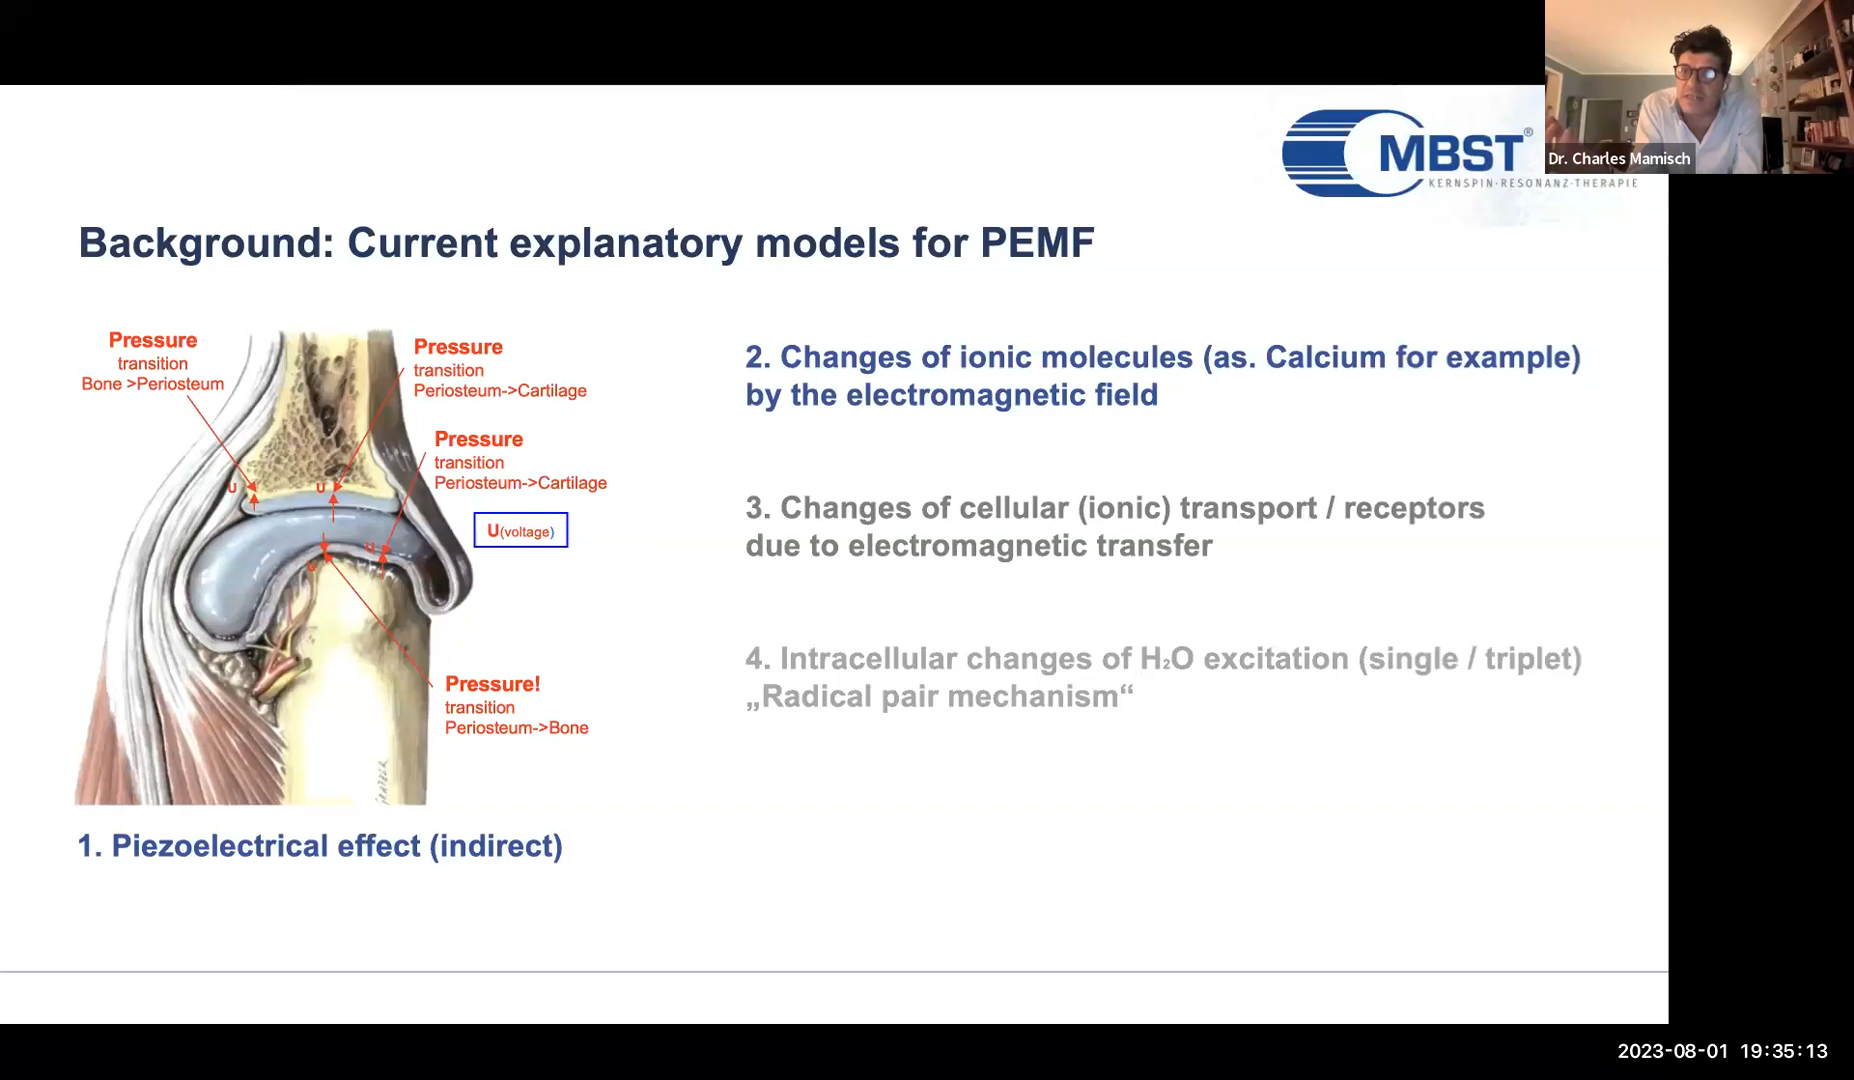 MBST®
KERNSPIN·RESONANZ·THERAPIE
Dr. Charles Mamisch
Background: Current explanatory models for PEMF
Pressure
transition
Bone >Periosteum
Pressure
transition
Periosteum->Cartilage
Pressure
transition
Periosteum->Cartilage
U
U
U(voltage)
U
U
Pressure!
transition
Periosteum->Bone
1. Piezoelectrical effect (indirect)
2. Changes of ionic molecules (as. Calcium for example)
by the electromagnetic field
3. Changes of cellular (ionic) transport / receptors
due to electromagnetic transfer
4. Intracellular changes of H₂O excitation (single / triplet)
„Radical pair mechanism“
2023-08-01 19:35:13